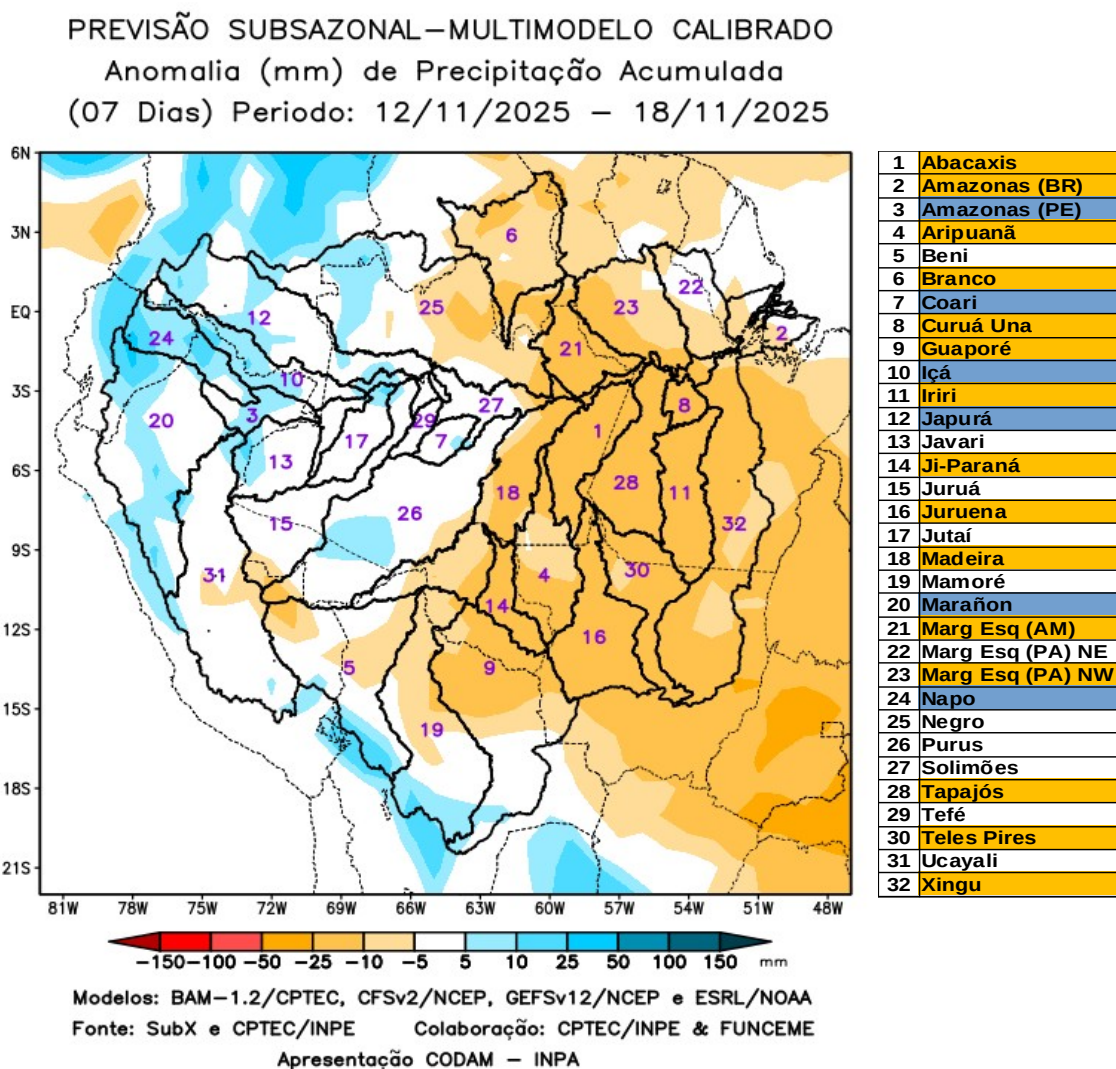 PREVISÃO SUBSAZONAL–MULTIMODELO CALIBRADO
Anomalia (mm) de Precipitação Acumulada
(07 Dias) Periodo: 12/11/2025 – 18/11/2025
6N
3N
EQ
3S
6S
9S
12S
15S
18S
21S
81W 78W 75W 72W 69W 66W 63W 60W 57W 54W 51W 48W
6
22
25
23
12
2
24
21
10
27
8
3
20
29
1
7
17
13
28
18
11
26
15
32
31
4
30
14
16
5
9
19
1 Abacaxis
2 Amazonas (BR)
3 Amazonas (PE)
4 Aripuanã
5 Beni
6 Branco
7 Coari
8 Curuá Una
9 Guaporé
10 Içá
11 Iriri
12 Japurá
13 Javari
14 Ji-Paraná
15 Juruá
16 Juruena
17 Jutaí
18 Madeira
19 Mamoré
20 Marañon
21 Marg Esq (AM)
22 Marg Esq (PA) NE
23 Marg Esq (PA) NW
24 Napo
25 Negro
26 Purus
27 Solimões
28 Tapajós
29 Tefé
30 Teles Pires
31 Ucayali
32 Xingu
-150 -100 -50 -25 -10 -5 5 10 25 50 100 150 mm
Modelos: BAM–1.2/CPTEC, CFSv2/NCEP, GEFSv12/NCEP e ESRL/NOAA
Fonte: SubX e CPTEC/INPE Colaboração: CPTEC/INPE & FUNCEME
Apresentação CODAM – INPA